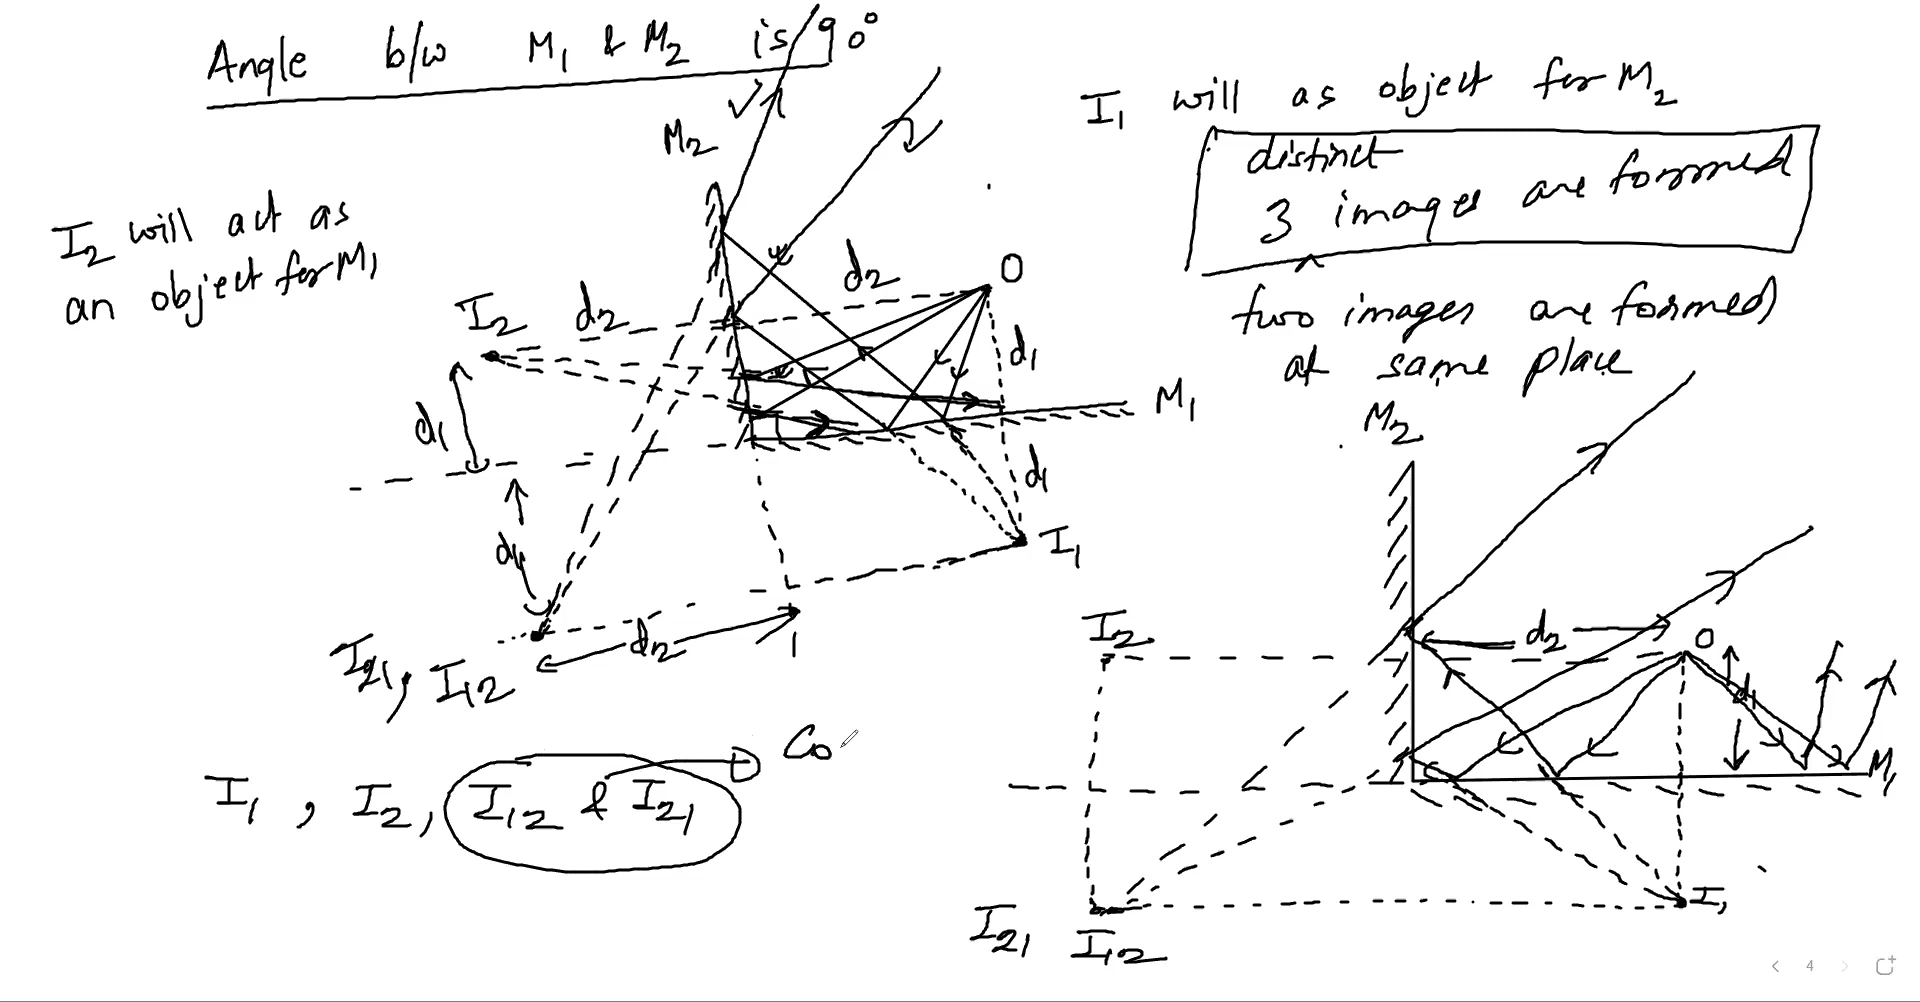 Angle b/w M1 & M2 is 90°
I1 will as object for M2
distinct
3 images are formed
two images are formed
at same place
I2 will act as
an object for M1
M2
O
d2
d2
I2
d1
d1
M1
d1
d1
I1
d2
I21, I12
I1, I2, I12 & I21
Co
M2
I2
d2
O
d1
M1
I1
I21 I12
4